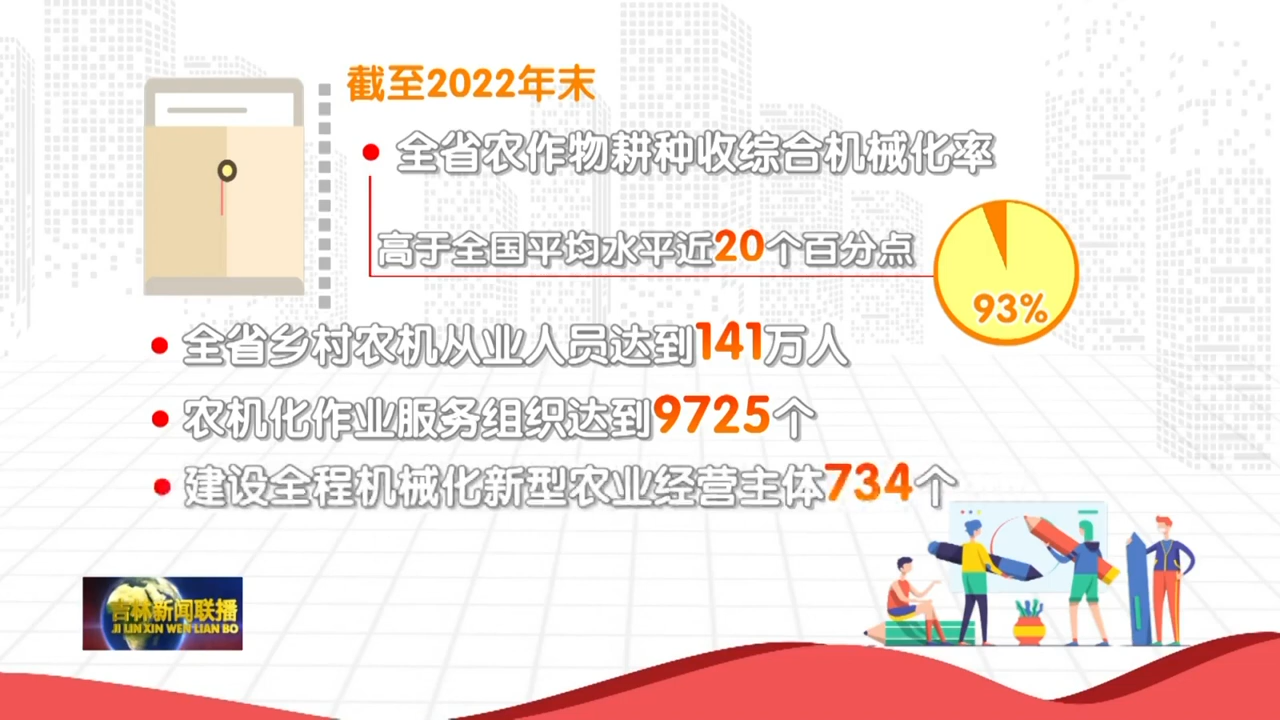 截至2022年末
全省农作物耕种收综合机械化率
高于全国平均水平近20个百分点
93%
全省乡村农机从业人员达到141万人
农机化作业服务组织达到9725个
建设全程机械化新型农业经营主体734个
吉林新闻联播
JI LIN XIN WEN LIAN BO